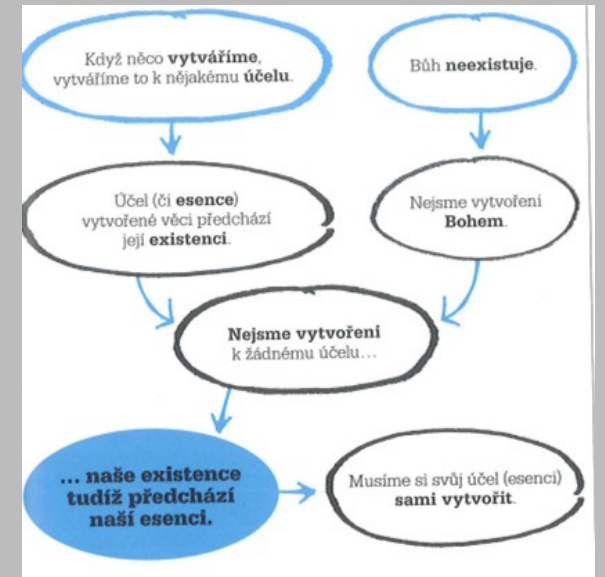 Když něco vytváříme,
vytváříme to k nějakému účelu.
Bůh neexistuje.
Účel (či esence)
vytvořené věci předchází
její existenci.
Nejsme vytvořeni
Bohem.
Nejsme vytvořeni
k žádnému účelu...
... naše existence
tudíž předchází
naší esenci.
Musíme si svůj účel (esenci)
sami vytvořit.